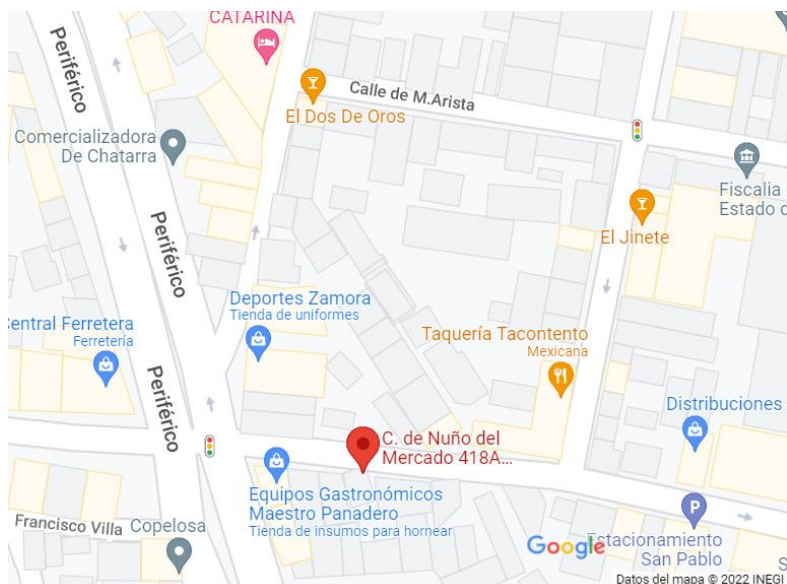 CATARINA
Periférico
Calle de M.Arista
El Dos De Oros
Comercializadora
De Chatarra
Fiscalia
Estado d
Periférico
El Jinete
Deportes Zamora
Tienda de uniformes
Central Ferretera
Ferretería
Taquería Tacontento
Mexicana
Periférico
Distribuciones
C. de Nuño del
Mercado 418A...
Equipos Gastronómicos
Maestro Panadero
Tienda de insumos para hornear
Francisco Villa
Copelosa
P
Estacionamiento
San Pablo
Google
S
Datos del mapa © 2022 INEGI